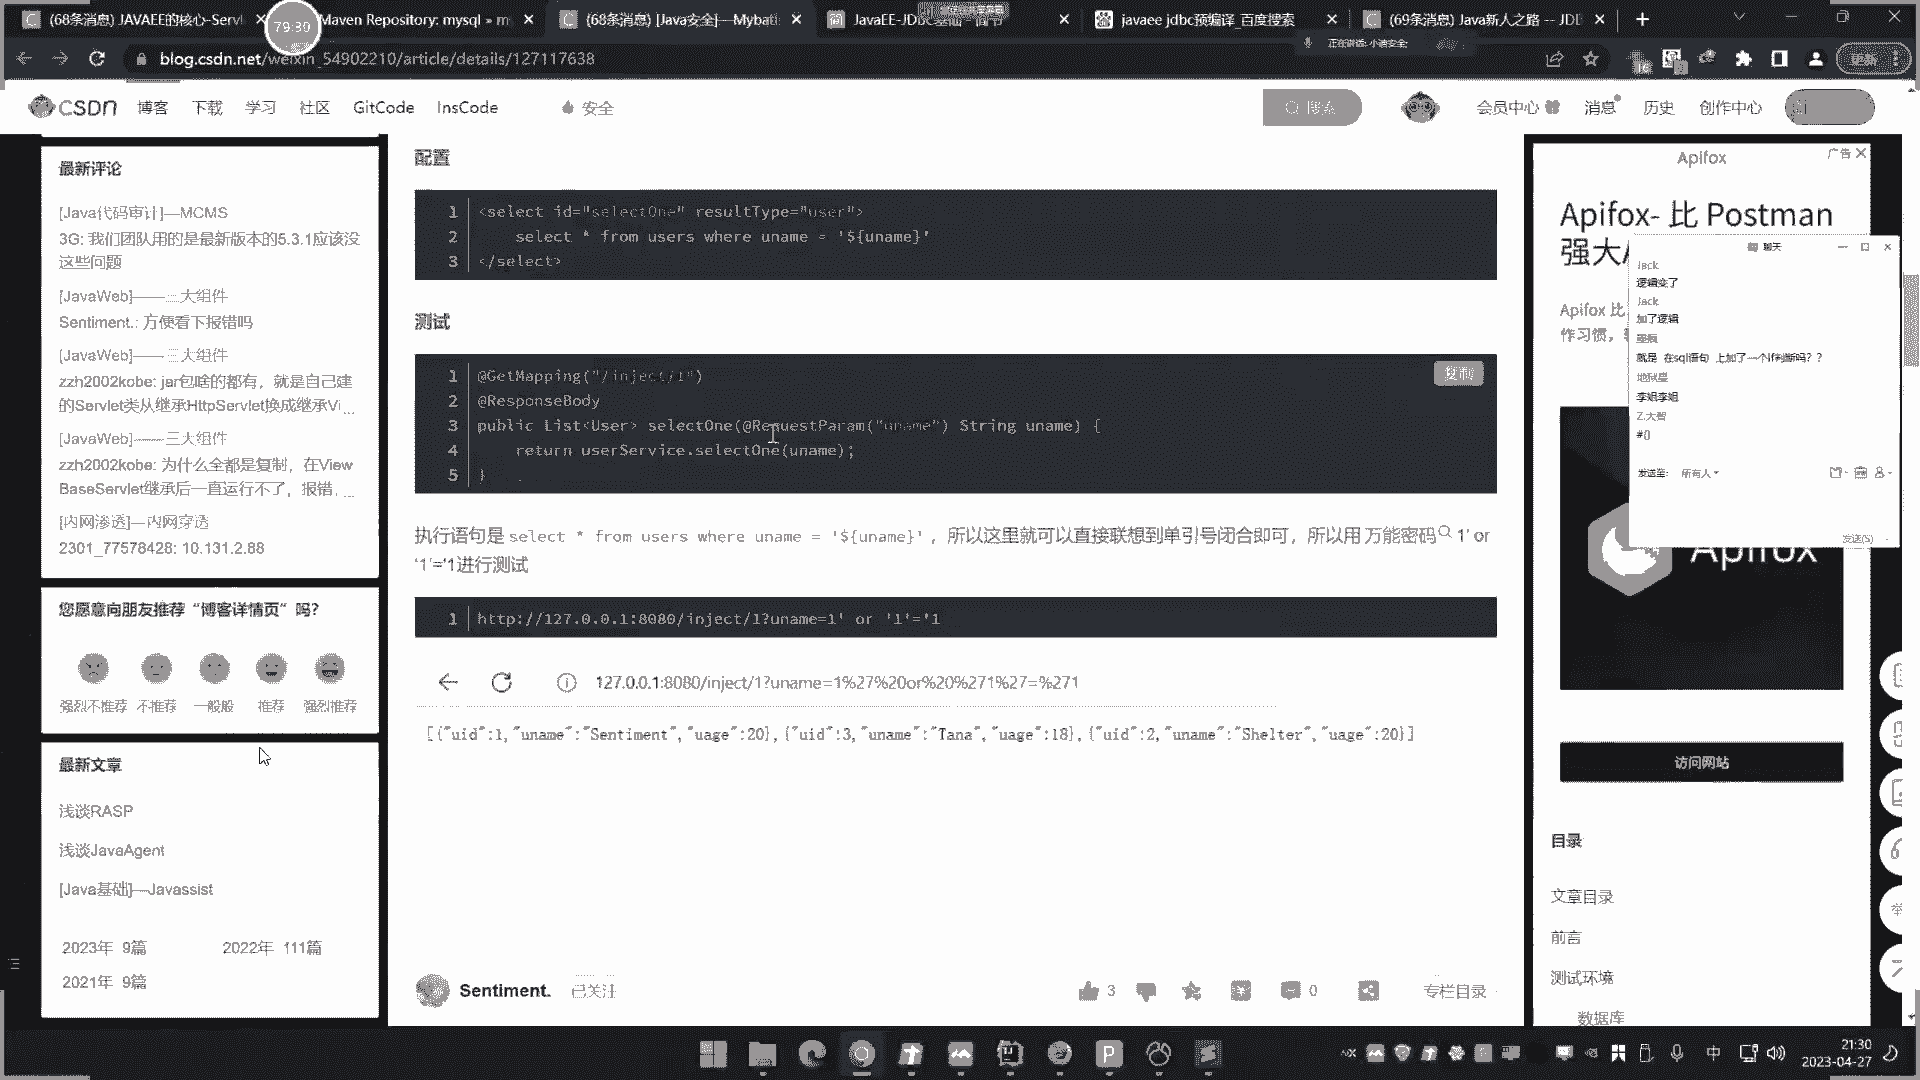 (68条消息) JAVAEE的核心-Servl
Maven Repository: mysql » m
(68条消息) [Java安全]—Mybati
JavaEE-JDBC基础一简书
javaee jdbc预编译_百度搜索
(69条消息) Java新人之路 -- JDB
79:30
正在讲话: 小迪安全
blog.csdn.net/weixin_54902210/article/details/127117638
更新
CSDN 博客 下载 学习 社区 GitCode InsCode 安全
搜索
会员中心 消息 历史 创作中心
最新评论
[Java代码审计]—MCMS
3G: 我们团队用的是最新版本的5.3.1应该没
这些问题
[JavaWeb]——三大组件
Sentiment.: 方便看下报错吗
[JavaWeb]——三大组件
zzh2002kobe: jar包啥的都有，就是自己建
的Servlet类从继承HttpServlet换成继承Vi...
[JavaWeb]——三大组件
zzh2002kobe: 为什么全都是复制，在View
BaseServlet继承后一直运行不了，报错，...
[内网渗透]—内网穿透
2301_77578428: 10.131.2.88
您愿意向朋友推荐“博客详情页”吗？
强烈不推荐 不推荐 一般般 推荐 强烈推荐
最新文章
浅谈RASP
浅谈JavaAgent
[Java基础]—Javassist
2023年 9篇 2022年 111篇
2021年 9篇
配置
1 <select id="selectOne" resultType="user">
2 select * from users where uname = '${uname}'
3 </select>
测试
复制
1 @GetMapping("/inject/1")
2 @ResponseBody
3 public List<User> selectOne(@RequestParam("uname") String uname) {
4 return userService.selectOne(uname);
5 }
执行语句是 select * from users where uname = '${uname}' ，所以这里就可以直接联想到单引号闭合即可，所以用 万能密码 1' or
'1'='1进行测试
1 http://127.0.0.1:8080/inject/1?uname=1' or '1'='1
127.0.0.1:8080/inject/1?uname=1%27%20or%20%271%27=%271
[{"uid":1,"uname":"Sentiment","uage":20},{"uid":3,"uname":"Tana","uage":18},{"uid":2,"uname":"Shelter","uage":20}]
Sentiment. 已关注
3 0 专栏目录
Apifox
广告
Apifox- 比 Postman
强大
Apifox 比
作习惯，
聊天
Jack
逻辑变了
Jack
加了逻辑
就是 在sql语句 上加了一个if判断吗？？
地狱皇
李姐李姐
Z.大智
#{}
发送至: 所有人
发送(S)
Apifox
访问网站
目录
文章目录
前言
测试环境
数据库
举
中
21:30
2023-04-27